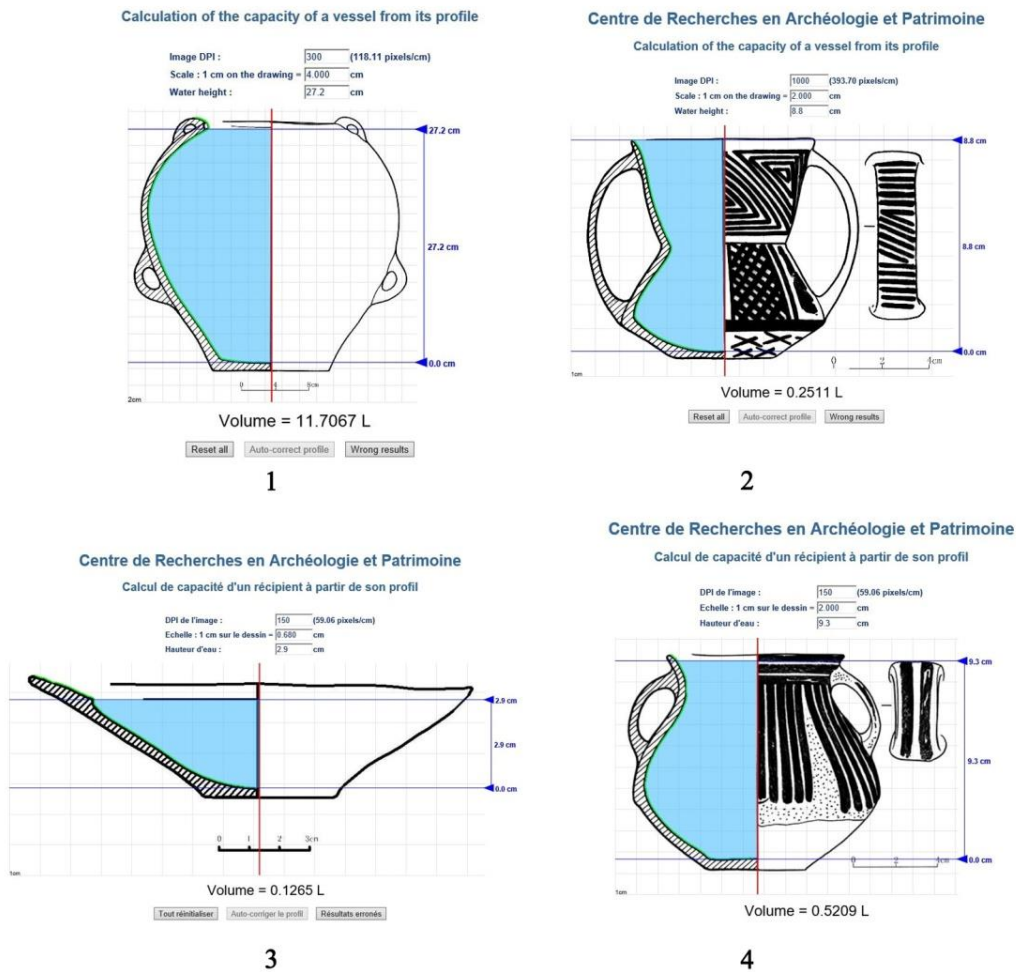 Calculation of the capacity of a vessel from its profile
Image DPI : 300 (118.11 pixels/cm)
Scale : 1 cm on the drawing = 4.000 cm
Water height : 27.2 cm
27.2 cm
27.2 cm
0.0 cm
0 4 8cm
2cm
Volume = 11.7067 L
Reset all Auto-correct profile Wrong results
1
Centre de Recherches en Archéologie et Patrimoine
Calculation of the capacity of a vessel from its profile
Image DPI : 1000 (393.70 pixels/cm)
Scale : 1 cm on the drawing = 2.000 cm
Water height : 8.8 cm
8.8 cm
8.8 cm
0.0 cm
0 2 4cm
1cm
Volume = 0.2511 L
Reset all Auto-correct profile Wrong results
2
Centre de Recherches en Archéologie et Patrimoine
Calcul de capacité d'un récipient à partir de son profil
DPI de l'image : 150 (59.06 pixels/cm)
Echelle : 1 cm sur le dessin = 0.680 cm
Hauteur d'eau : 2.9 cm
2.9 cm
2.9 cm
0.0 cm
0 1 2 3cm
1cm
Volume = 0.1265 L
Tout réinitialiser Auto-corriger le profil Résultats erronés
3
Centre de Recherches en Archéologie et Patrimoine
Calcul de capacité d'un récipient à partir de son profil
DPI de l'image : 150 (59.06 pixels/cm)
Echelle : 1 cm sur le dessin = 2.000 cm
Hauteur d'eau : 9.3 cm
9.3 cm
9.3 cm
0.0 cm
0 2 4cm
1cm
Volume = 0.5209 L
4